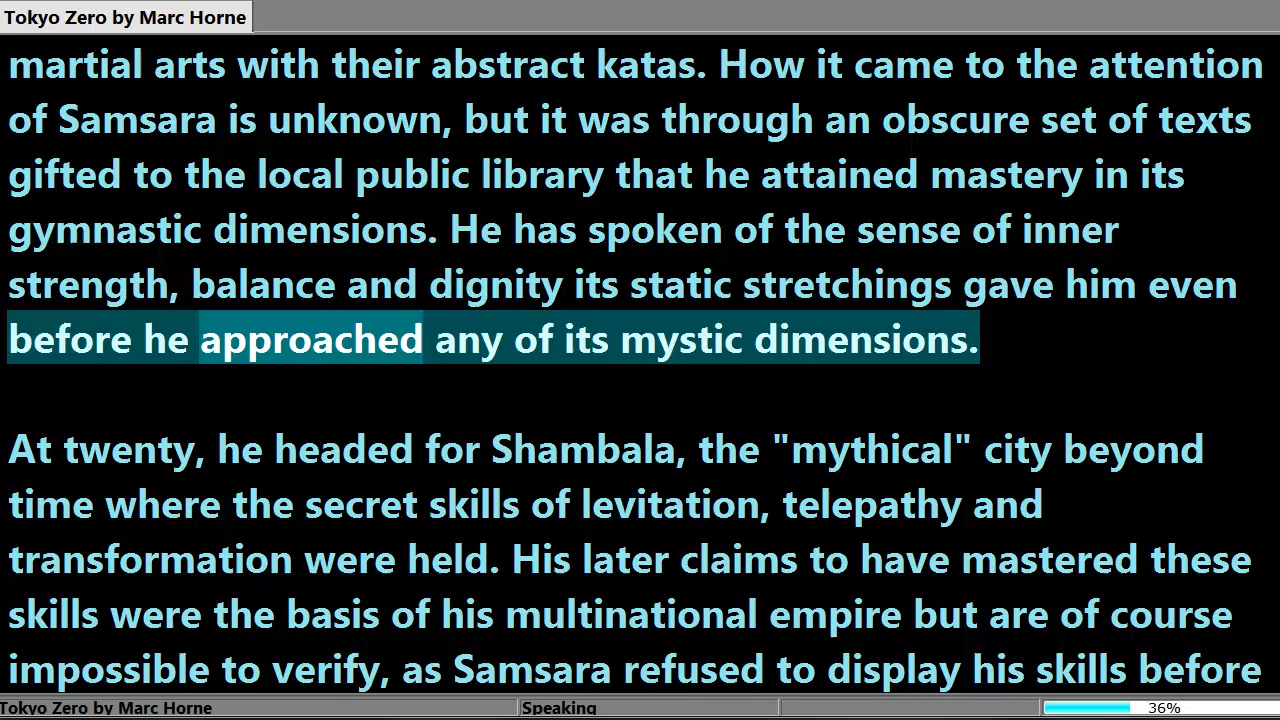 Tokyo Zero by Marc Horne
martial arts with their abstract katas. How it came to the attention
of Samsara is unknown, but it was through an obscure set of texts
gifted to the local public library that he attained mastery in its
gymnastic dimensions. He has spoken of the sense of inner
strength, balance and dignity its static stretchings gave him even
before he approached any of its mystic dimensions.
At twenty, he headed for Shambala, the "mythical" city beyond
time where the secret skills of levitation, telepathy and
transformation were held. His later claims to have mastered these
skills were the basis of his multinational empire but are of course
impossible to verify, as Samsara refused to display his skills before
Tokyo Zero by Marc Horne Speaking 36%